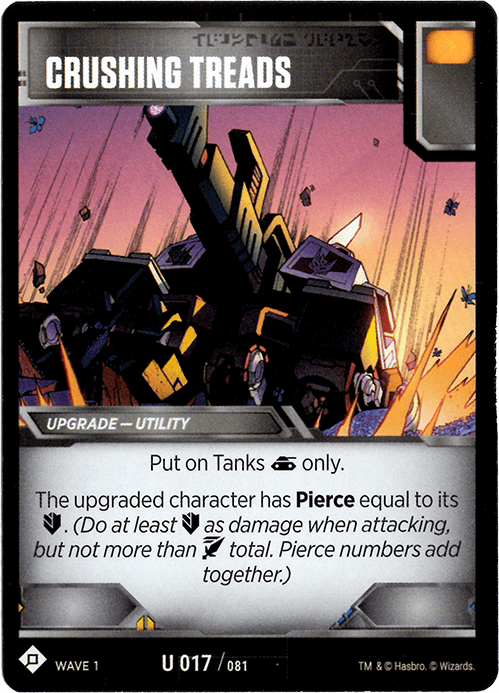 CRUSHING TREADS
UPGRADE — UTILITY
Put on Tanks only.
The upgraded character has Pierce equal to its
. (Do at least as damage when attacking,
but not more than total. Pierce numbers add
together.)
WAVE 1
U 017 / 081
TM & © Hasbro. © Wizards.